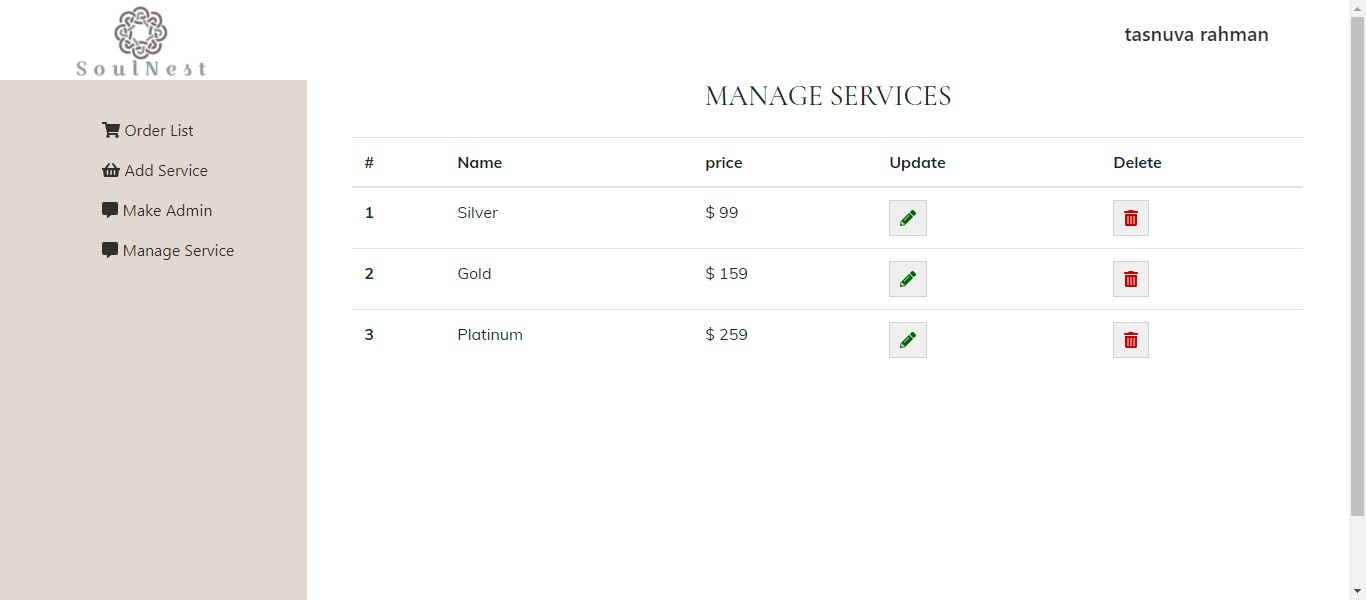 SoulNest
tasnuva rahman
Order List
Add Service
Make Admin
Manage Service
MANAGE SERVICES
# Name price Update Delete
1 Silver $ 99
2 Gold $ 159
3 Platinum $ 259